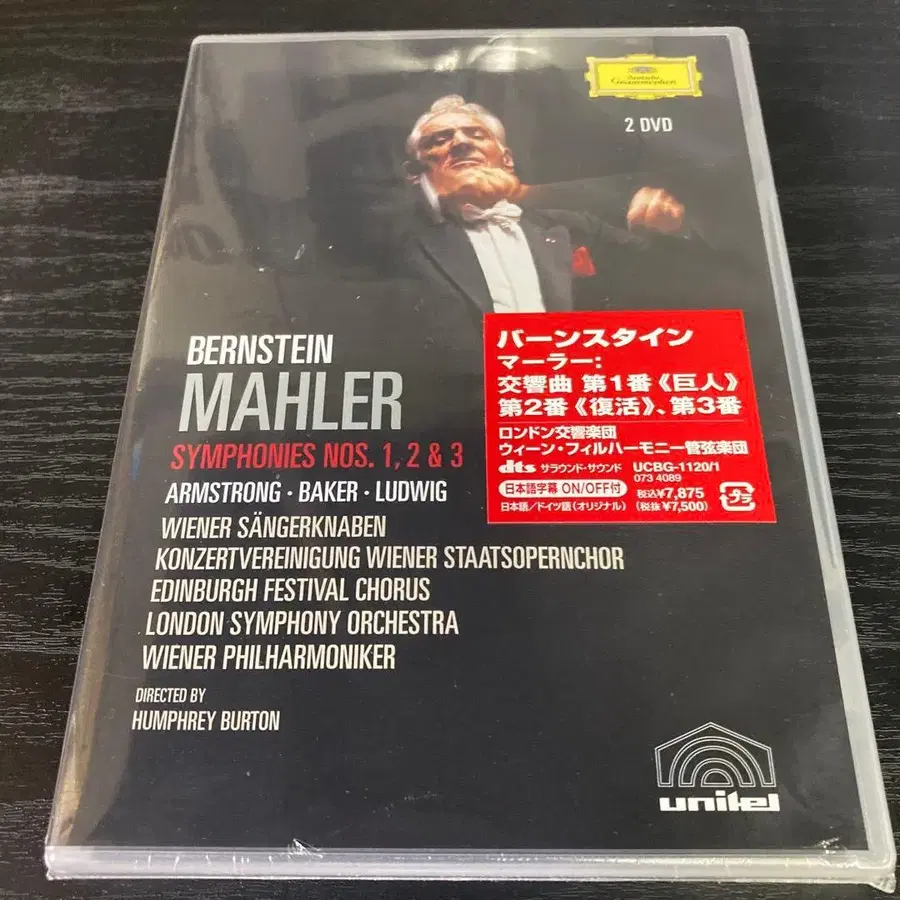 Deutsche
Grammophon
2 DVD
BERNSTEIN
MAHLER
SYMPHONIES NOS. 1, 2 & 3
ARMSTRONG · BAKER · LUDWIG
WIENER SÄNGERKNABEN
KONZERTVEREINIGUNG WIENER STAATSOPERNCHOR
EDINBURGH FESTIVAL CHORUS
LONDON SYMPHONY ORCHESTRA
WIENER PHILHARMONIKER
DIRECTED BY
HUMPHREY BURTON
バーンスタイン
マーラー:
交響曲 第1番《巨人》
第2番《復活》、第3番
ロンドン交響楽団
ウィーン・フィルハーモニー管弦楽団
dts サラウンド・サウンド UCBG-1120/1
073 4089
日本語字幕 ON/OFF付 税込¥7,875
日本語/ドイツ語(オリジナル) (税抜¥7,500)
プラ
unitel